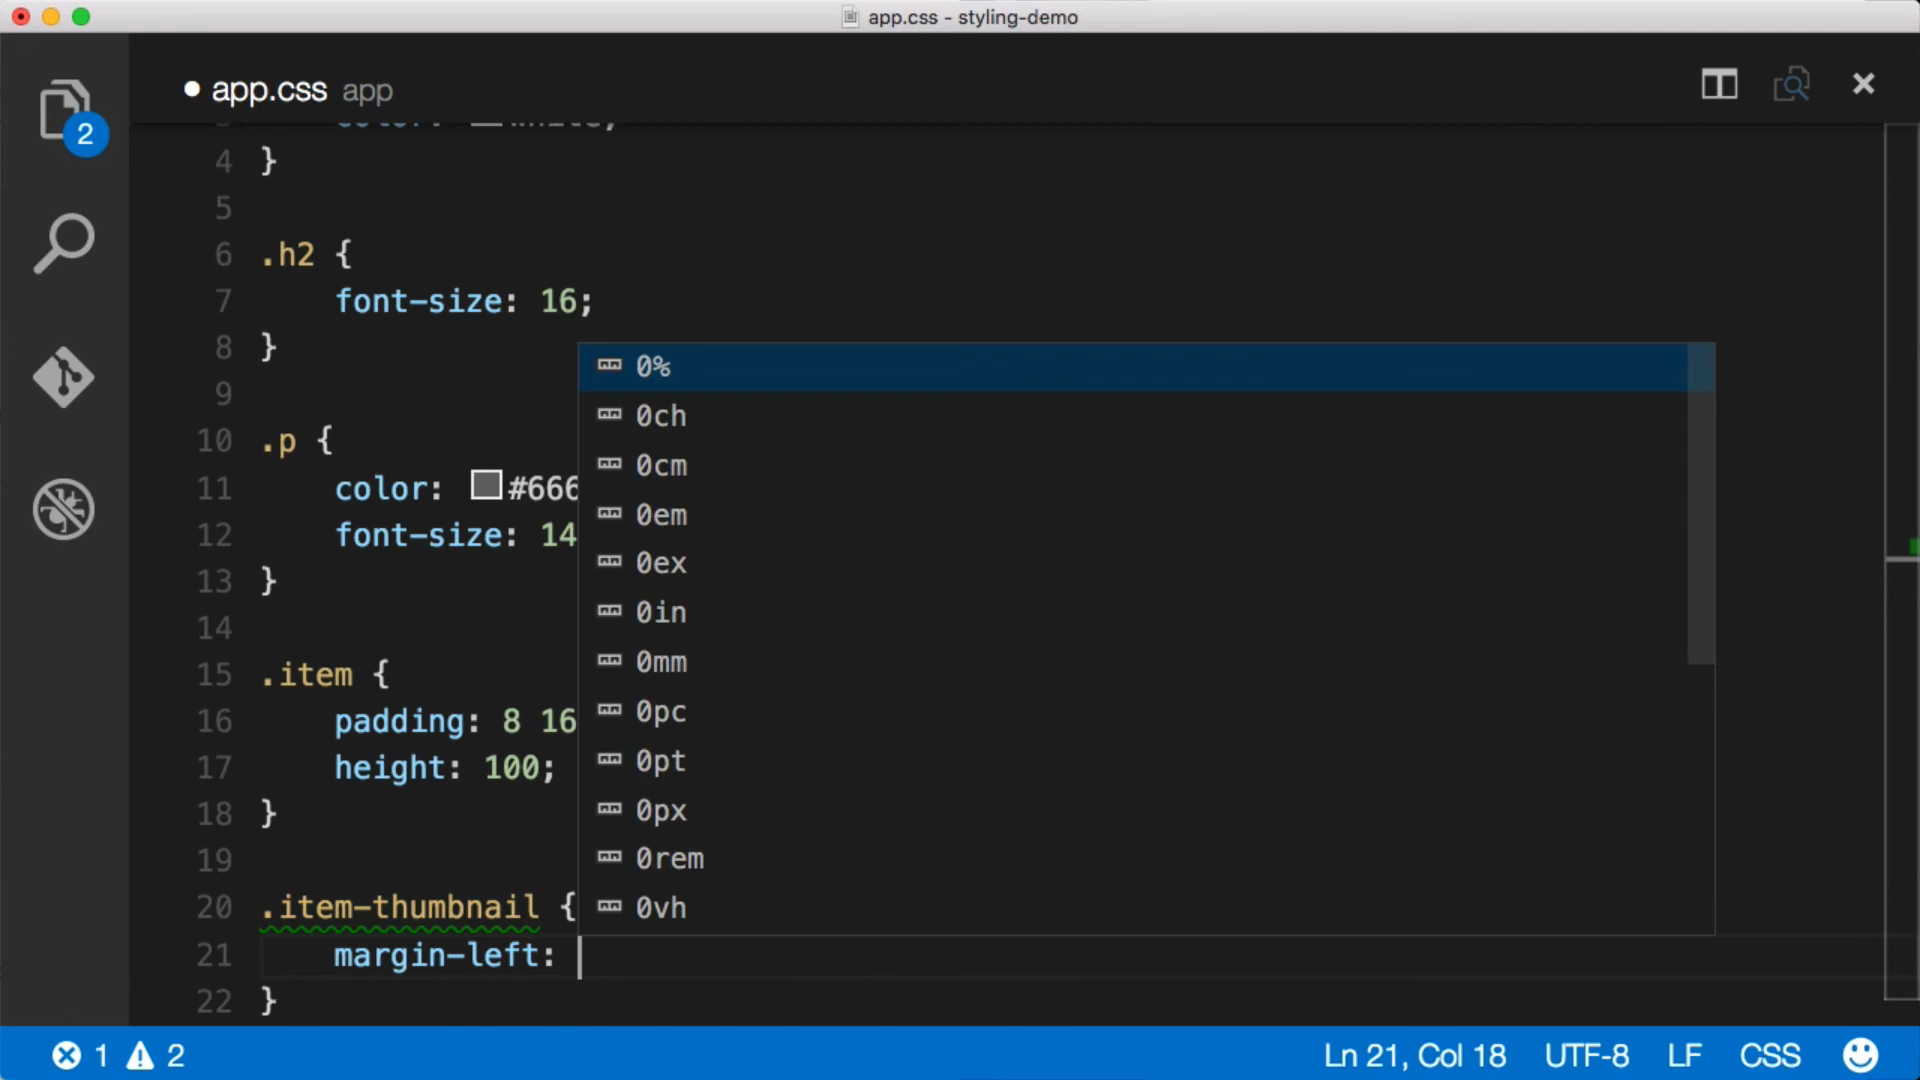 app.css - styling-demo
2
● app.css app
color: white;
4 }
5
6 .h2 {
7 font-size: 16;
8 }
9
10 .p {
11 color: #666
12 font-size: 14
13 }
14
15 .item {
16 padding: 8 16
17 height: 100;
18 }
19
20 .item-thumbnail {
21 margin-left:
22 }
0%
0ch
0cm
0em
0ex
0in
0mm
0pc
0pt
0px
0rem
0vh
1 2
Ln 21, Col 18 UTF-8 LF CSS